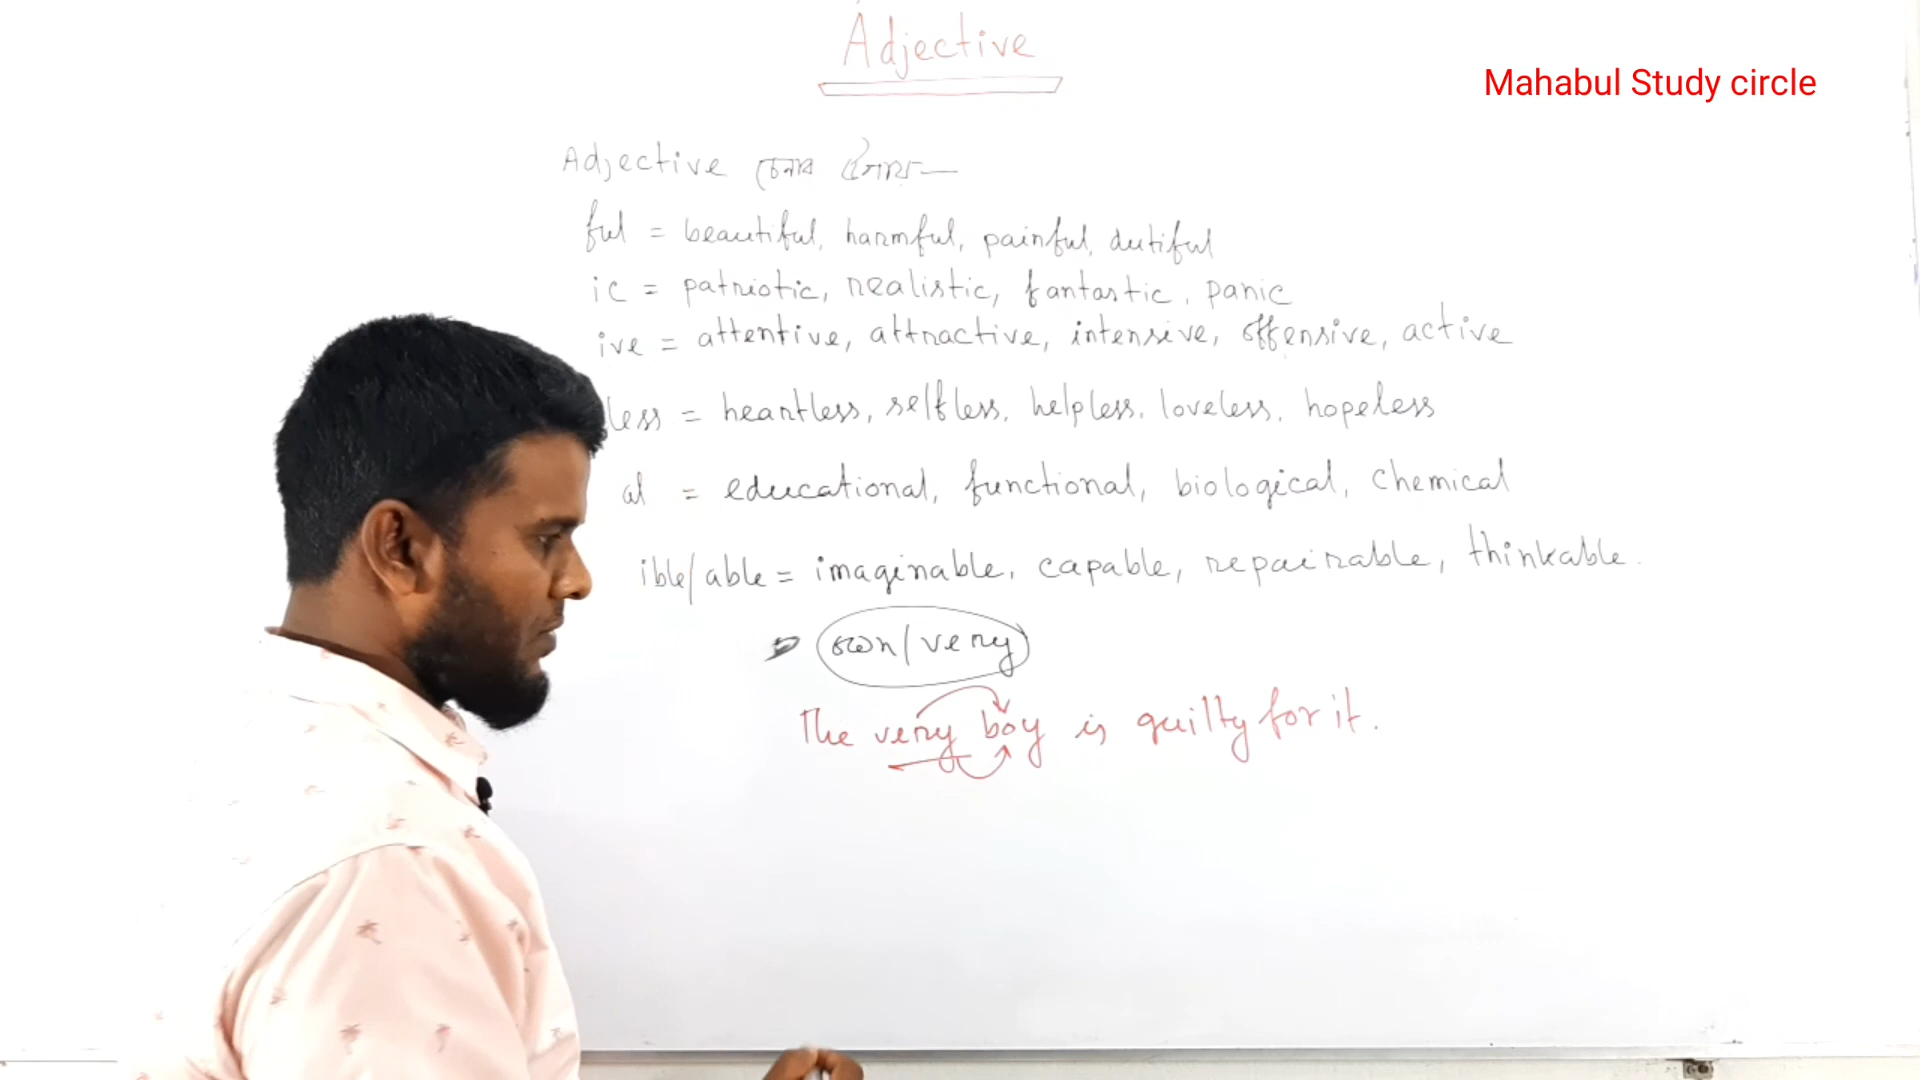 Adjective
Mahabul Study circle
Adjective চেনার কৌশল—
ful = beautiful, harmful, painful, dutiful
ic = patriotic, realistic, fantastic, panic
ive = attentive, attractive, intensive, offensive, active
less = heartless, selfless, helpless, loveless, hopeless
al = educational, functional, biological, chemical
ible/able = imaginable, capable, repairable, thinkable.
own/very
The very boy is guilty for it.